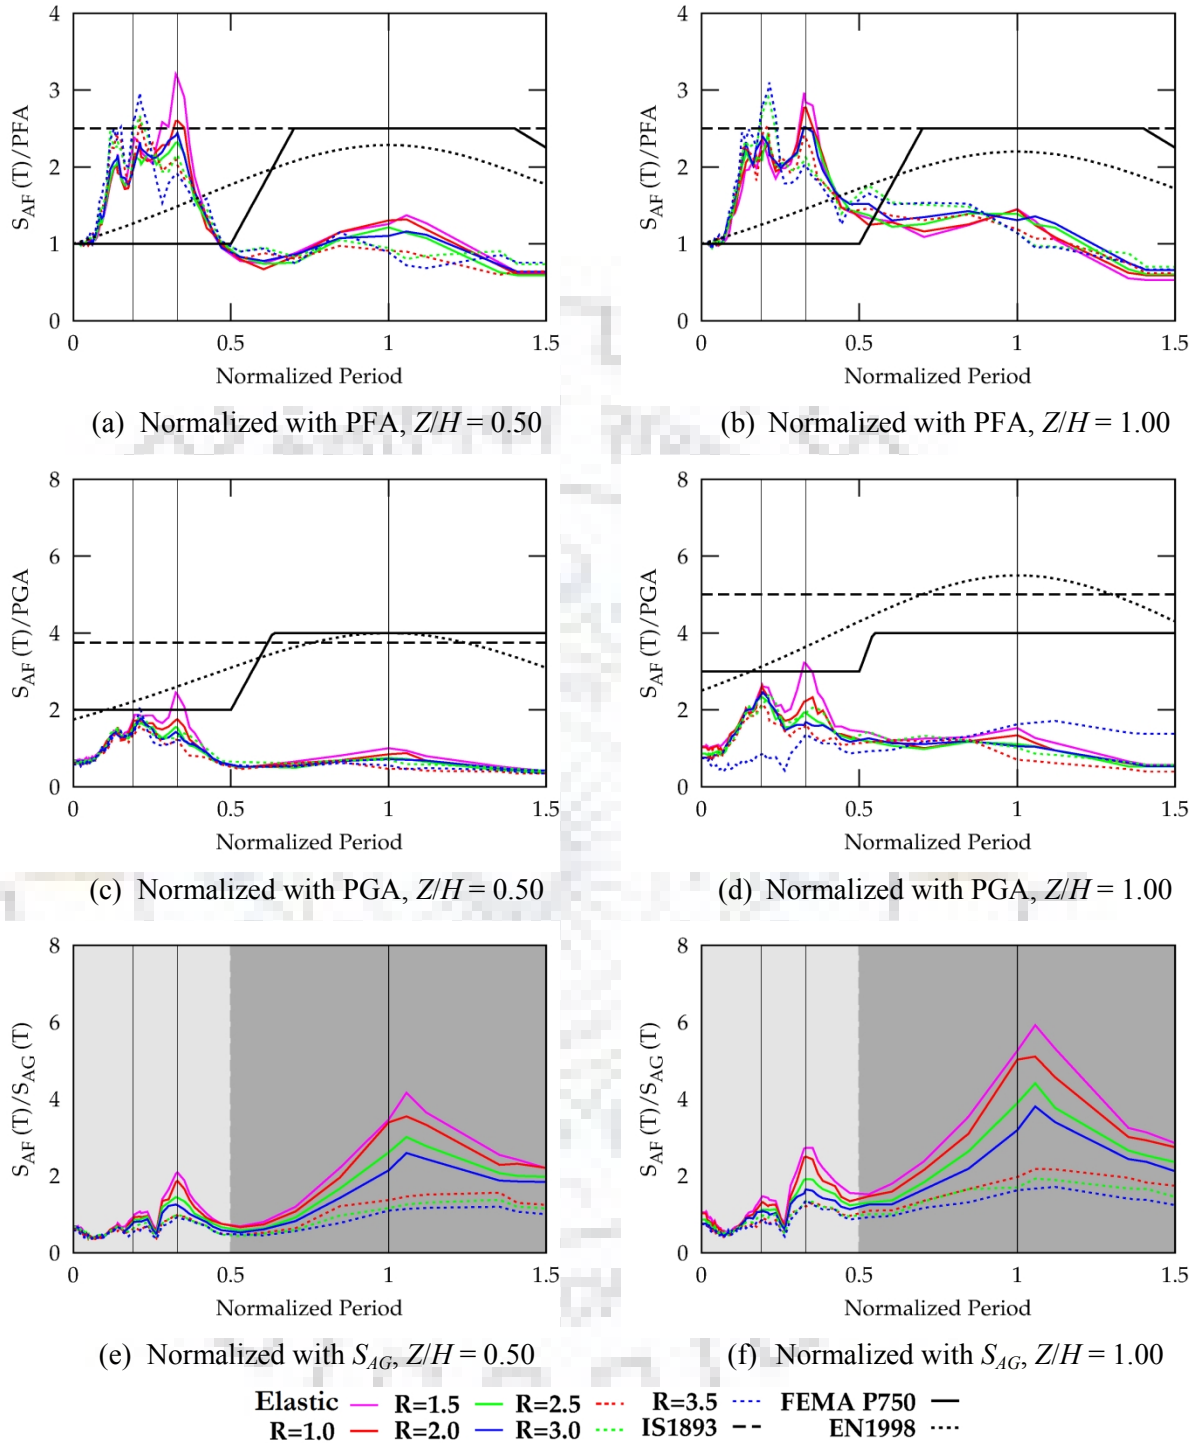 4
3
2
1
0
S_AF (T)/PFA
0 0.5 1 1.5
Normalized Period
(a) Normalized with PFA, Z/H = 0.50
4
3
2
1
0
S_AF (T)/PFA
0 0.5 1 1.5
Normalized Period
(b) Normalized with PFA, Z/H = 1.00
8
6
4
2
0
S_AF (T)/PGA
0 0.5 1 1.5
Normalized Period
(c) Normalized with PGA, Z/H = 0.50
8
6
4
2
0
S_AF (T)/PGA
0 0.5 1 1.5
Normalized Period
(d) Normalized with PGA, Z/H = 1.00
8
6
4
2
0
S_AF (T)/S_AG (T)
0 0.5 1 1.5
Normalized Period
(e) Normalized with S_AG, Z/H = 0.50
8
6
4
2
0
S_AF (T)/S_AG (T)
0 0.5 1 1.5
Normalized Period
(f) Normalized with S_AG, Z/H = 1.00
Elastic R=1.5 R=2.5 R=3.5 FEMA P750
R=1.0 R=2.0 R=3.0 IS1893 EN1998